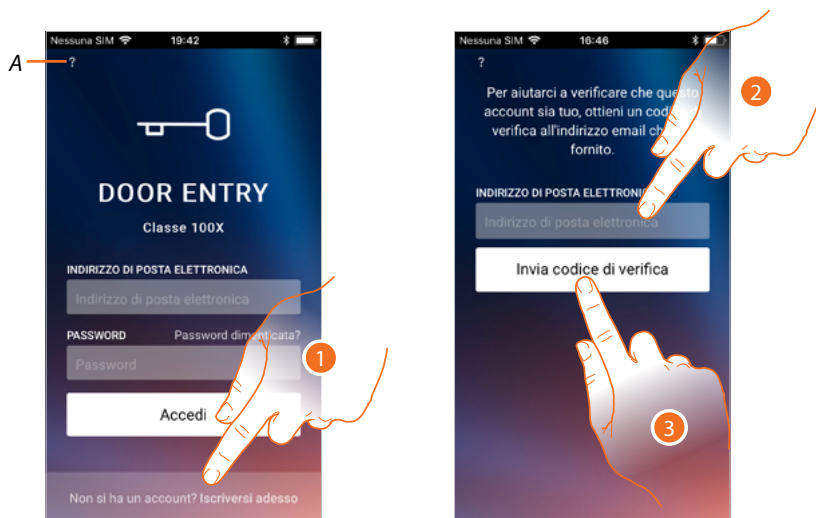 Nessuna SIM 19:42
A
?
DOOR ENTRY
Classe 100X
INDIRIZZO DI POSTA ELETTRONICA
Indirizzo di posta elettronica
PASSWORD Password dimenticata?
Password
Accedi
Non si ha un account? Iscriversi adesso
1
Nessuna SIM 16:46
?
Per aiutarci a verificare che questo
account sia tuo, ottieni un
verifica all'indirizzo email
fornito.
INDIRIZZO DI POSTA
Indirizzo di posta elettronica
Invia codice di verifica
2
3